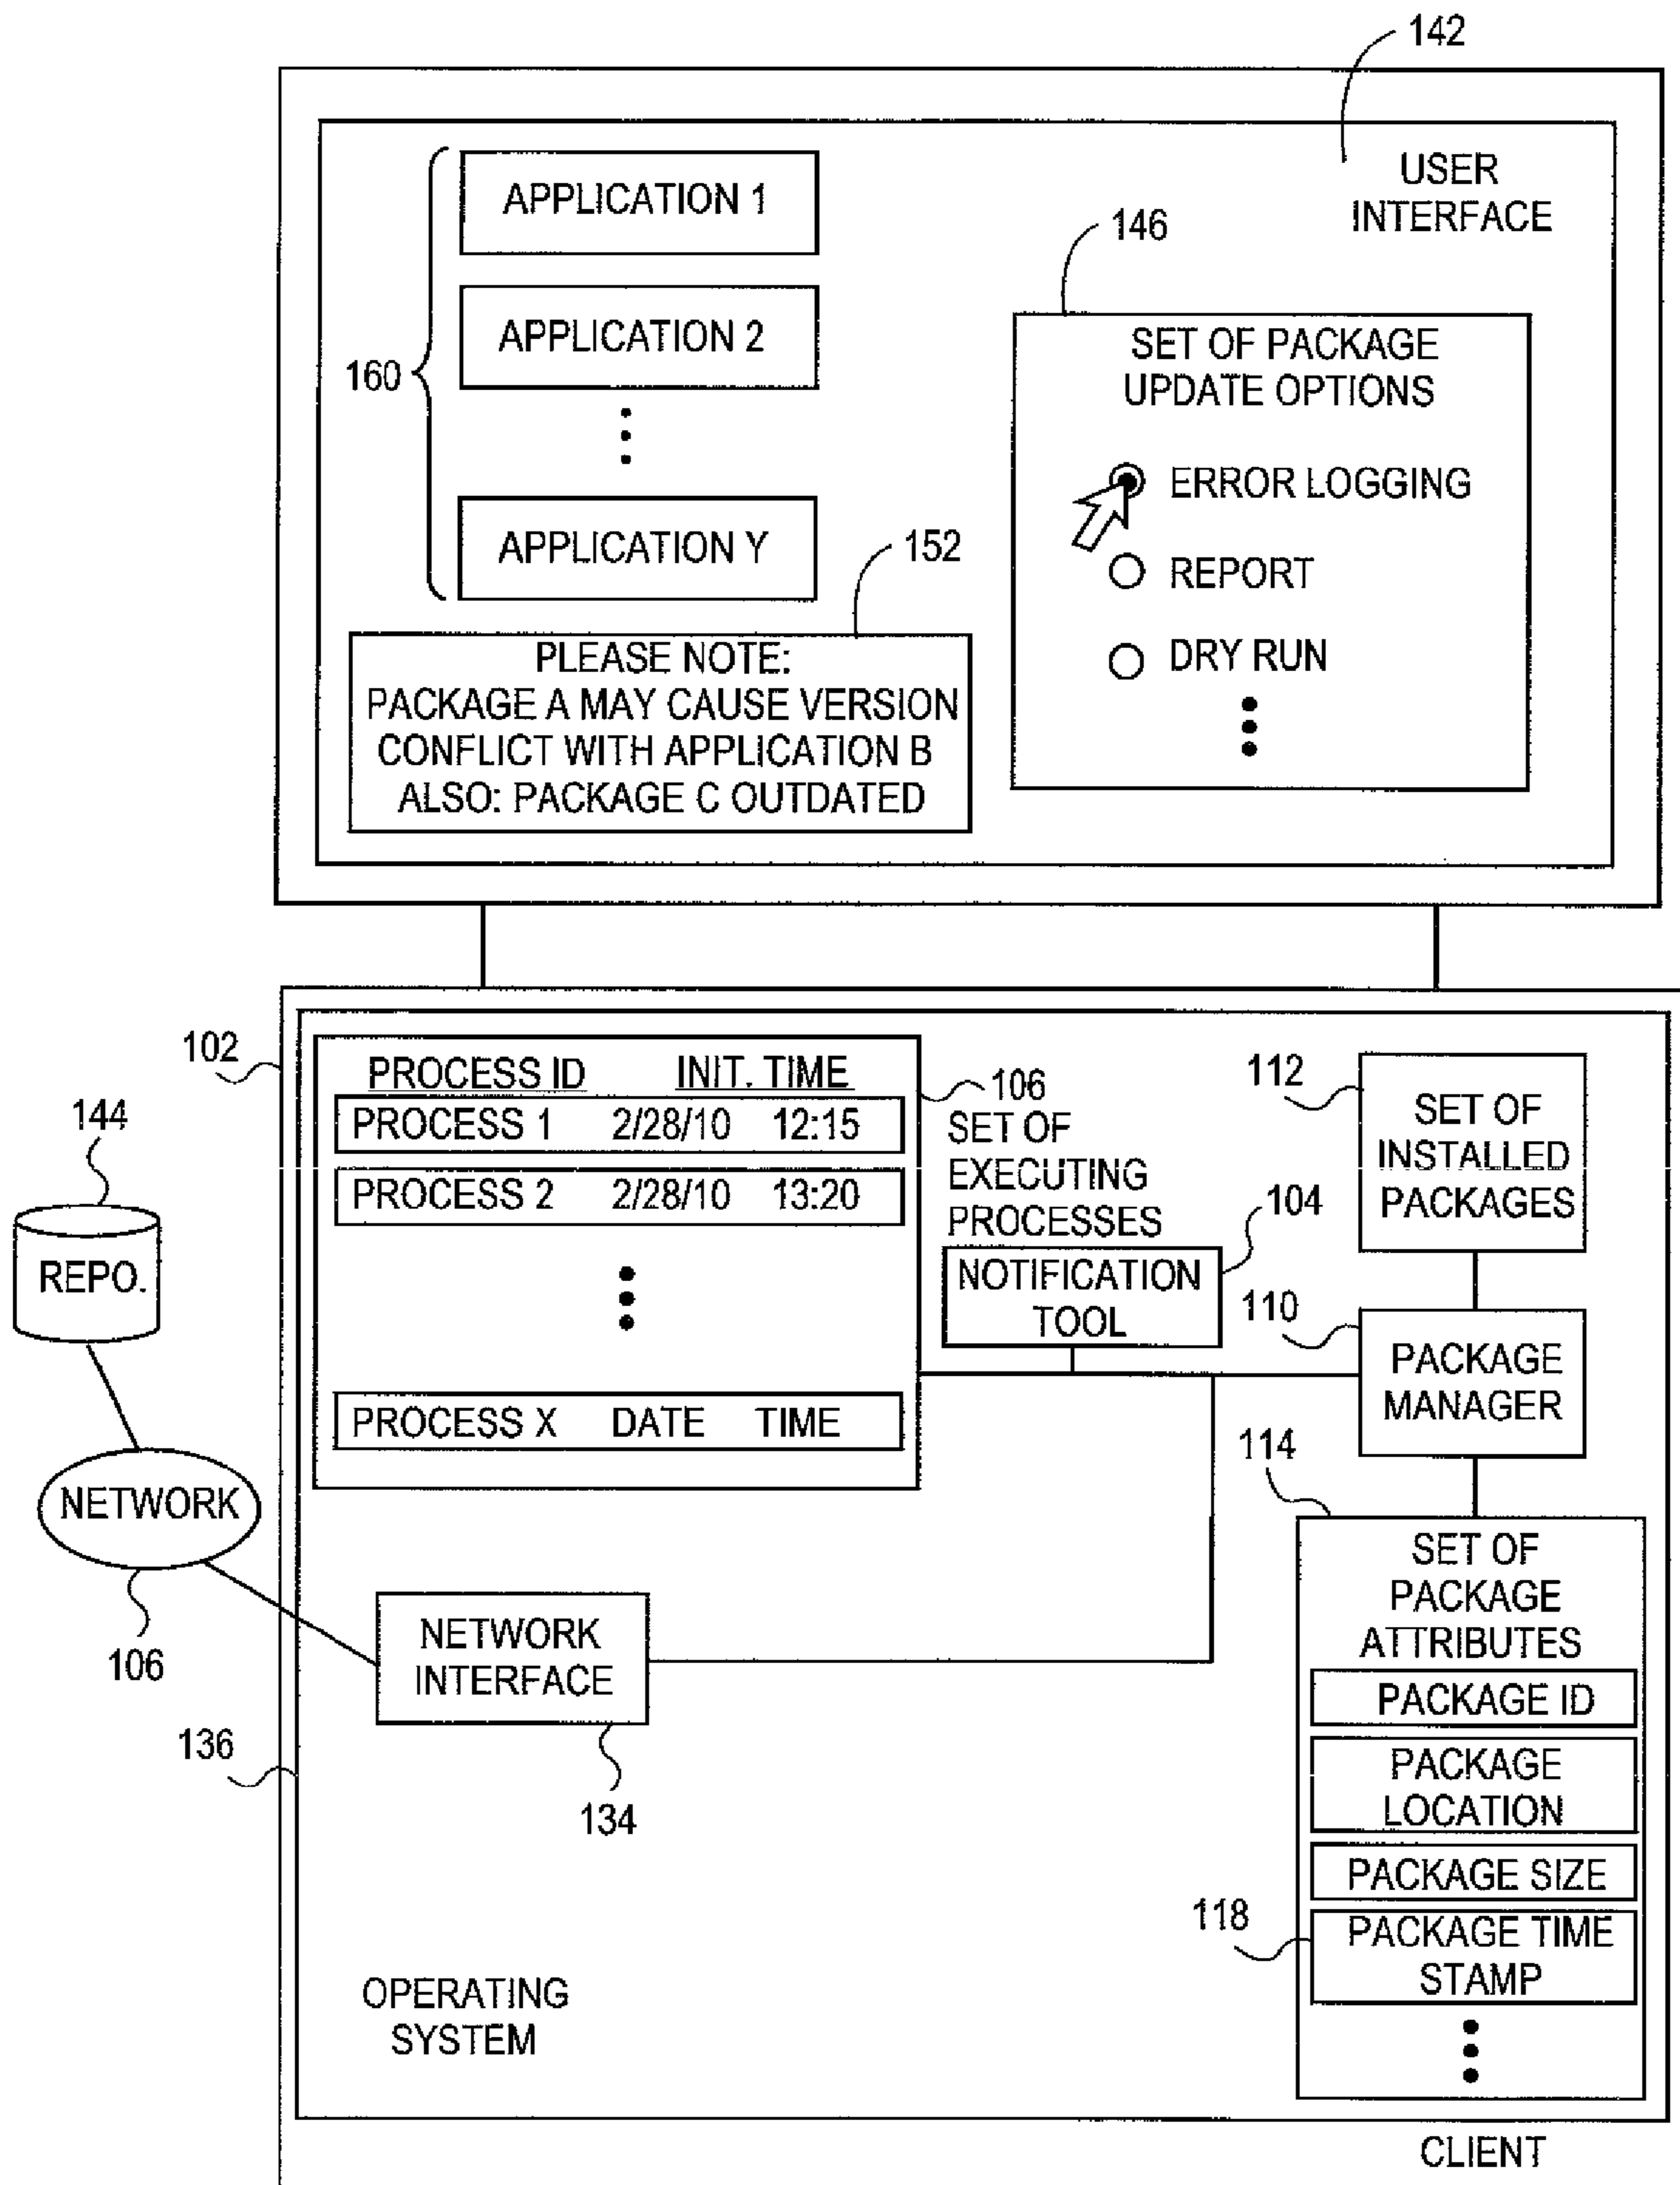 142
USER
INTERFACE
160
APPLICATION 1
APPLICATION 2
APPLICATION Y
146
SET OF PACKAGE
UPDATE OPTIONS
ERROR LOGGING
REPORT
DRY RUN
152
PLEASE NOTE:
PACKAGE A MAY CAUSE VERSION
CONFLICT WITH APPLICATION B
ALSO: PACKAGE C OUTDATED
102
PROCESS ID INIT. TIME
PROCESS 1 2/28/10 12:15
PROCESS 2 2/28/10 13:20
PROCESS X DATE TIME
106
SET OF
EXECUTING
PROCESSES
104
NOTIFICATION
TOOL
112
SET OF
INSTALLED
PACKAGES
110
PACKAGE
MANAGER
144
REPO.
NETWORK
106
NETWORK
INTERFACE
134
136
114
SET OF
PACKAGE
ATTRIBUTES
PACKAGE ID
PACKAGE
LOCATION
PACKAGE SIZE
118
PACKAGE TIME
STAMP
OPERATING
SYSTEM
CLIENT